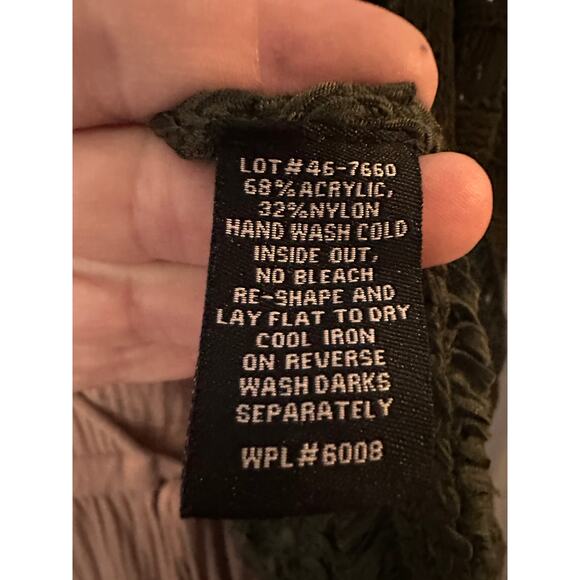 LOT#46-7660
68%ACRYLIC,
32%NYLON
HAND WASH COLD
INSIDE OUT,
NO BLEACH
RE-SHAPE AND
LAY FLAT TO DRY
COOL IRON
ON REVERSE
WASH DARKS
SEPARATELY
WPL#6008